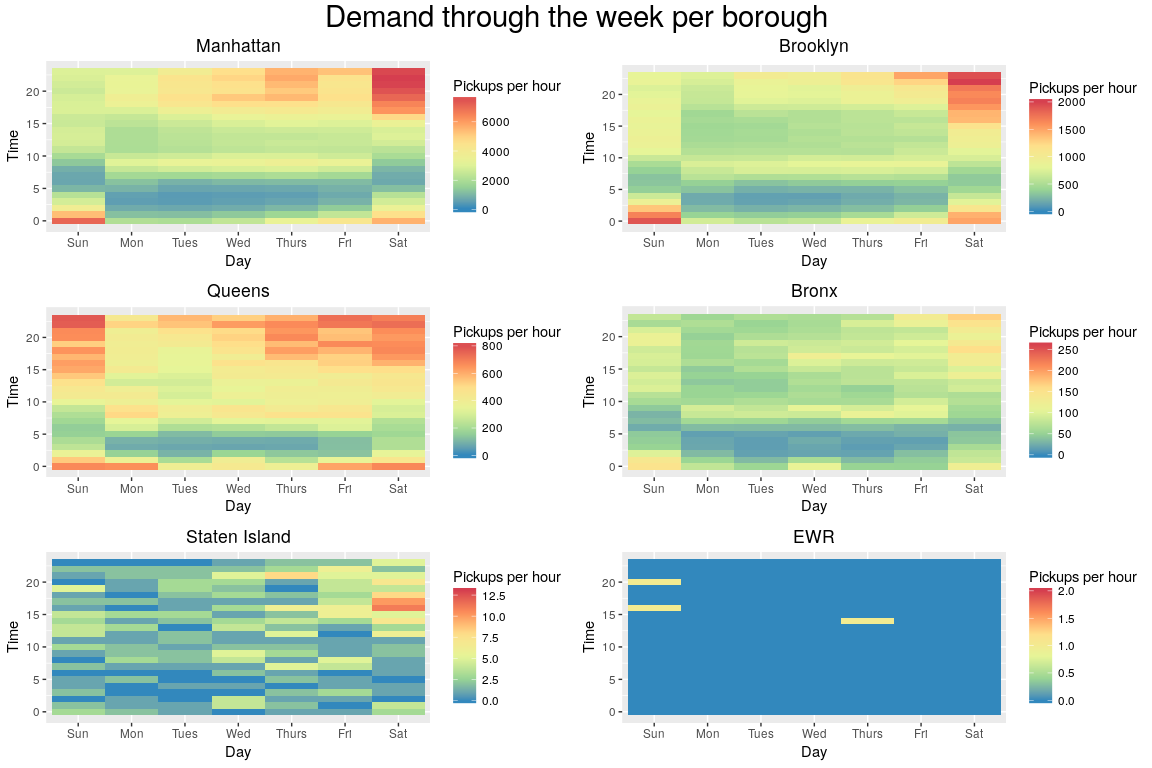 Demand through the week per borough
Manhattan
Pickups per hour
6000
4000
2000
0
Time
20
15
10
5
0
Sun Mon Tues Wed Thurs Fri Sat
Day
Brooklyn
Pickups per hour
2000
1500
1000
500
0
Time
20
15
10
5
0
Sun Mon Tues Wed Thurs Fri Sat
Day
Queens
Pickups per hour
800
600
400
200
0
Time
20
15
10
5
0
Sun Mon Tues Wed Thurs Fri Sat
Day
Bronx
Pickups per hour
250
200
150
100
50
0
Time
20
15
10
5
0
Sun Mon Tues Wed Thurs Fri Sat
Day
Staten Island
Pickups per hour
12.5
10.0
7.5
5.0
2.5
0.0
Time
20
15
10
5
0
Sun Mon Tues Wed Thurs Fri Sat
Day
EWR
Pickups per hour
2.0
1.5
1.0
0.5
0.0
Time
20
15
10
5
0
Sun Mon Tues Wed Thurs Fri Sat
Day